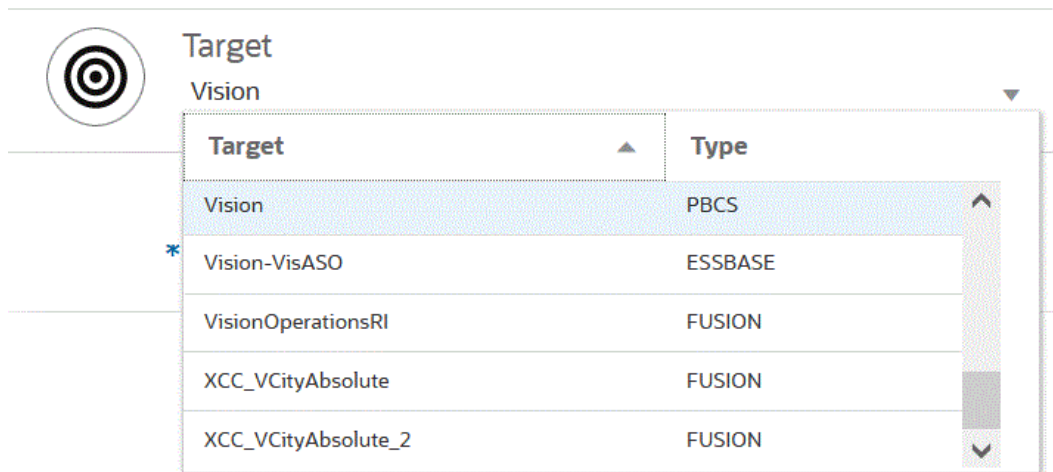 Target
Vision
Target Type
Vision PBCS
*
Vision-VisASO ESSBASE
VisionOperationsRI FUSION
XCC_VCityAbsolute FUSION
XCC_VCityAbsolute_2 FUSION